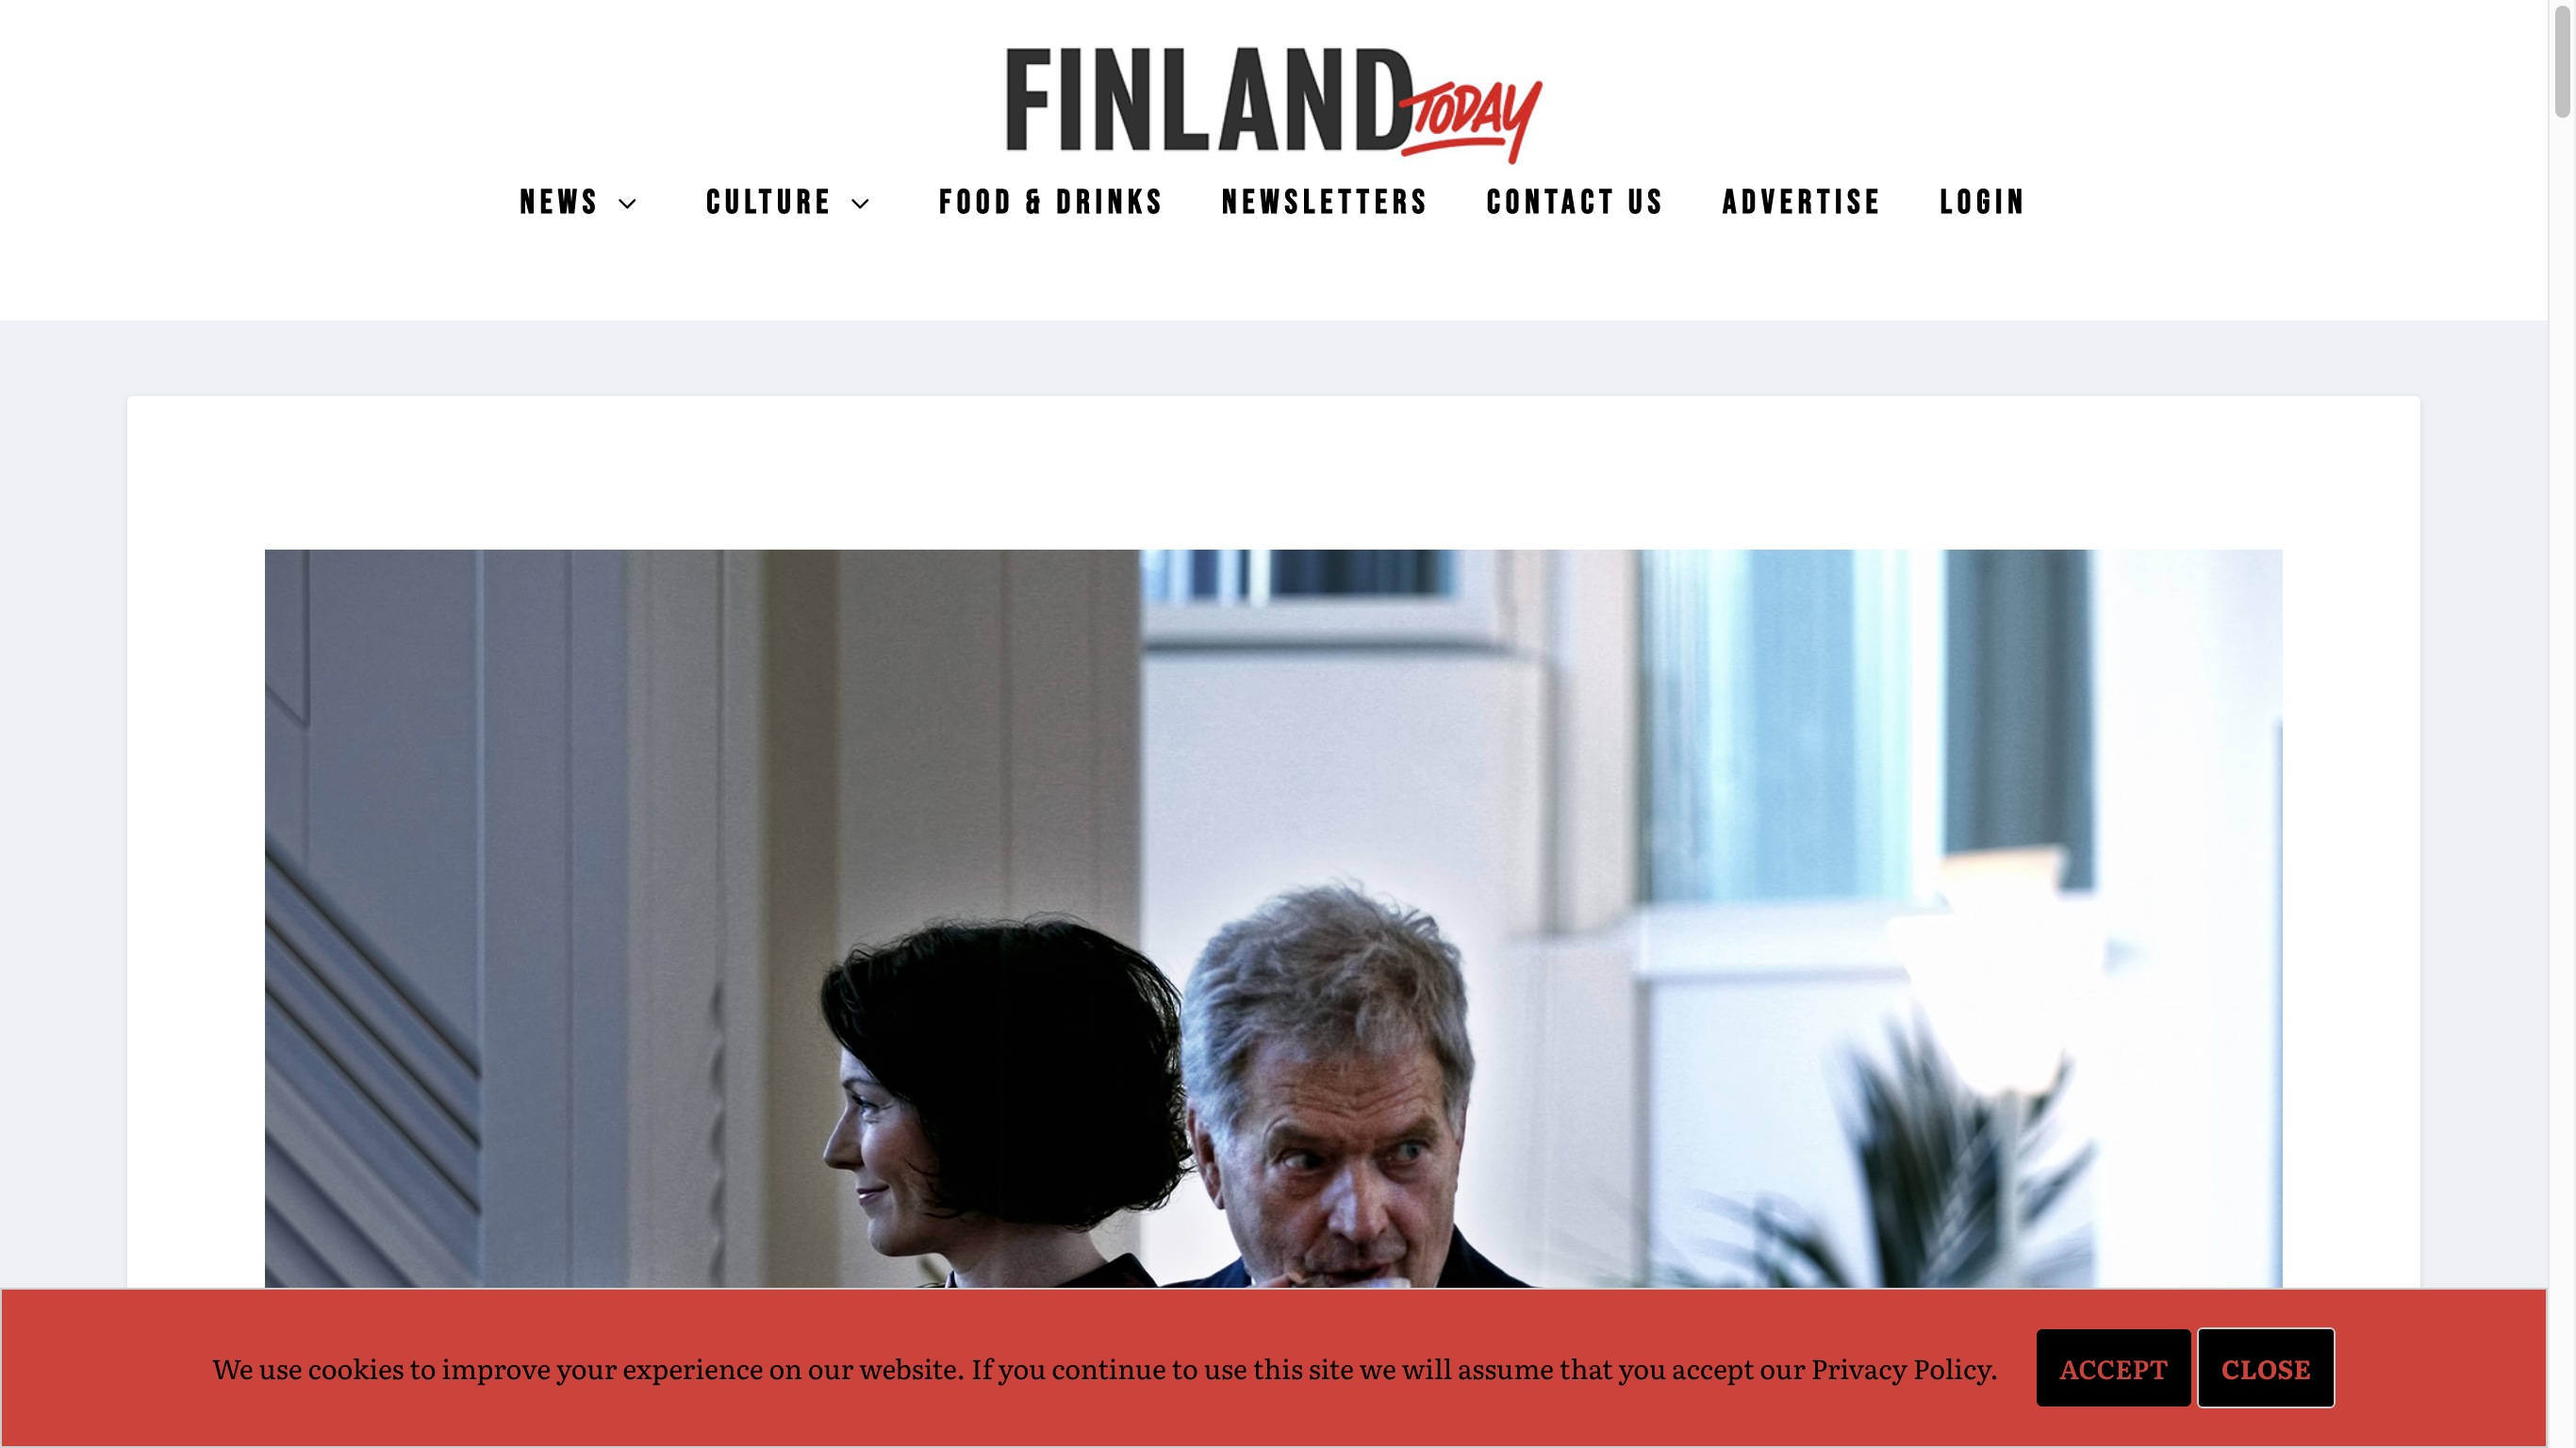 FINLAND TODAY
NEWS CULTURE FOOD & DRINKS NEWSLETTERS CONTACT US ADVERTISE LOGIN
We use cookies to improve your experience on our website. If you continue to use this site we will assume that you accept our Privacy Policy. ACCEPT CLOSE